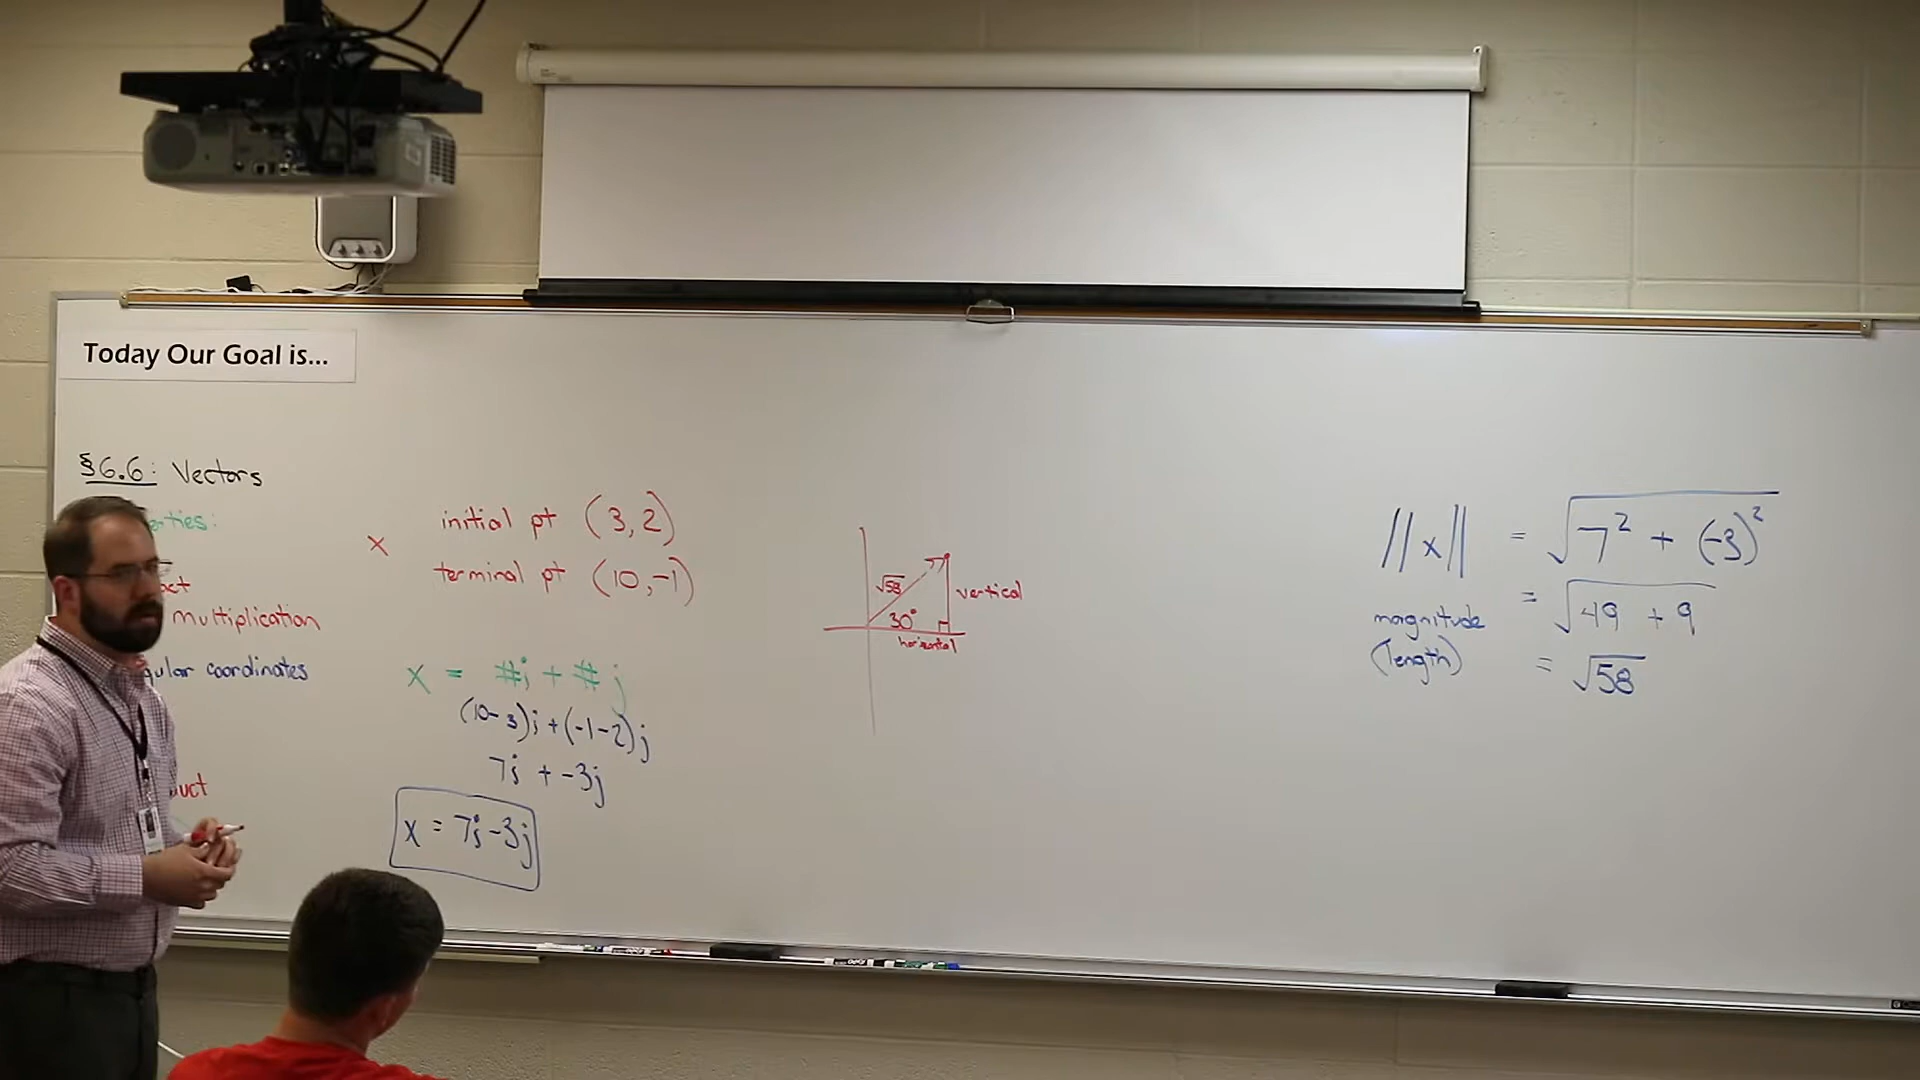 Today Our Goal is...
§6.6: Vectors
multiplication
coordinates
x
initial pt (3, 2)
terminal pt (10, -1)
x = #i + #j
(10-3)i + (-1-2)j
7i + -3j
x = 7i - 3j
√58
30°
vertical
horizontal
||x|| = √7² + (-3)²
= √49 + 9
= √58
magnitude
(length)